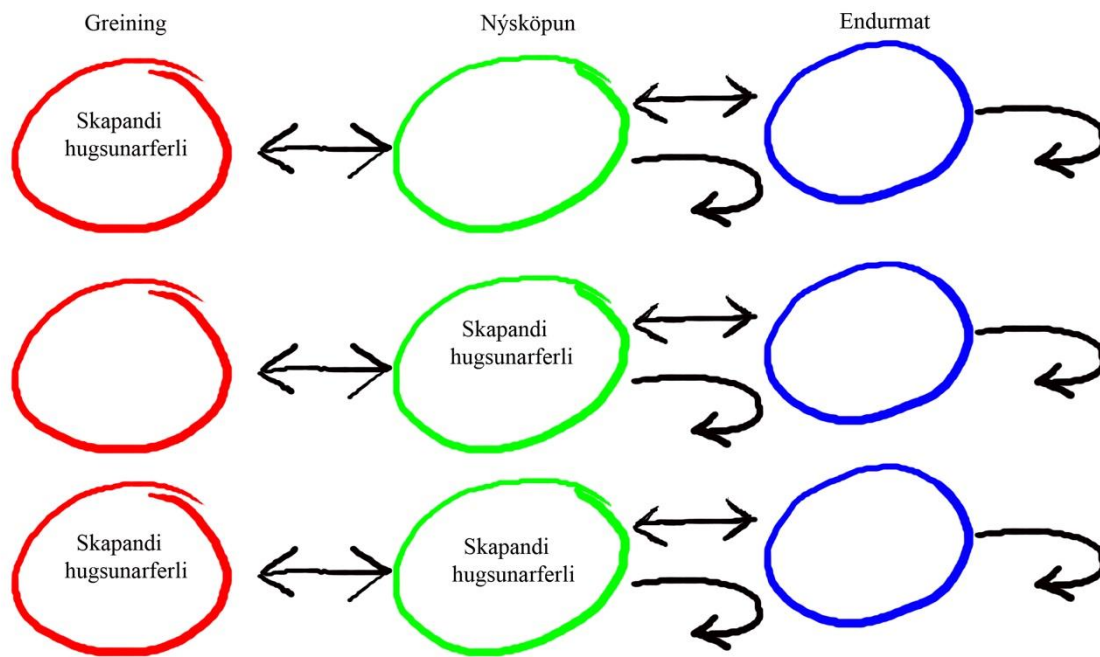 Greining
Nýsköpun
Endurmat
Skapandi
hugsunarferli
Skapandi
hugsunarferli
Skapandi
hugsunarferli
Skapandi
hugsunarferli